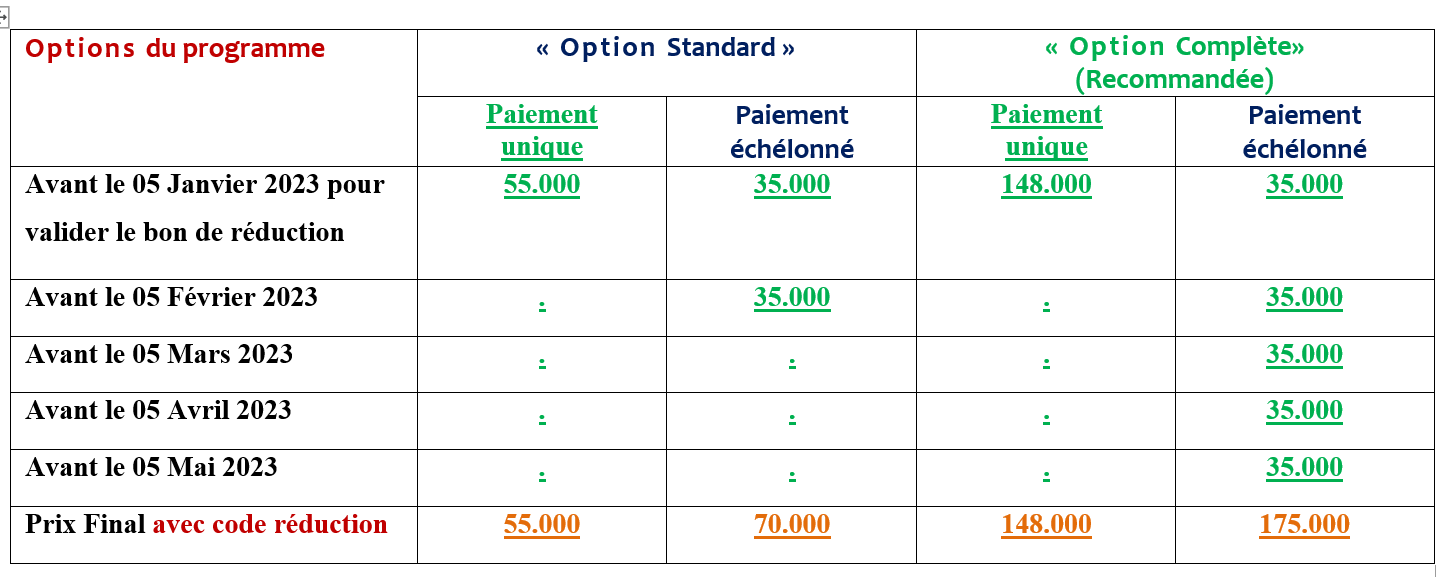 Options du programme
« Option Standard »
« Option Complète»
(Recommandée)
Paiement
unique
Paiement
échélonné
Paiement
unique
Paiement
échélonné
Avant le 05 Janvier 2023 pour
valider le bon de réduction
55.000
35.000
148.000
35.000
Avant le 05 Février 2023
.
35.000
.
35.000
Avant le 05 Mars 2023
.
.
.
35.000
Avant le 05 Avril 2023
.
.
.
35.000
Avant le 05 Mai 2023
.
.
.
35.000
Prix Final avec code réduction
55.000
70.000
148.000
175.000